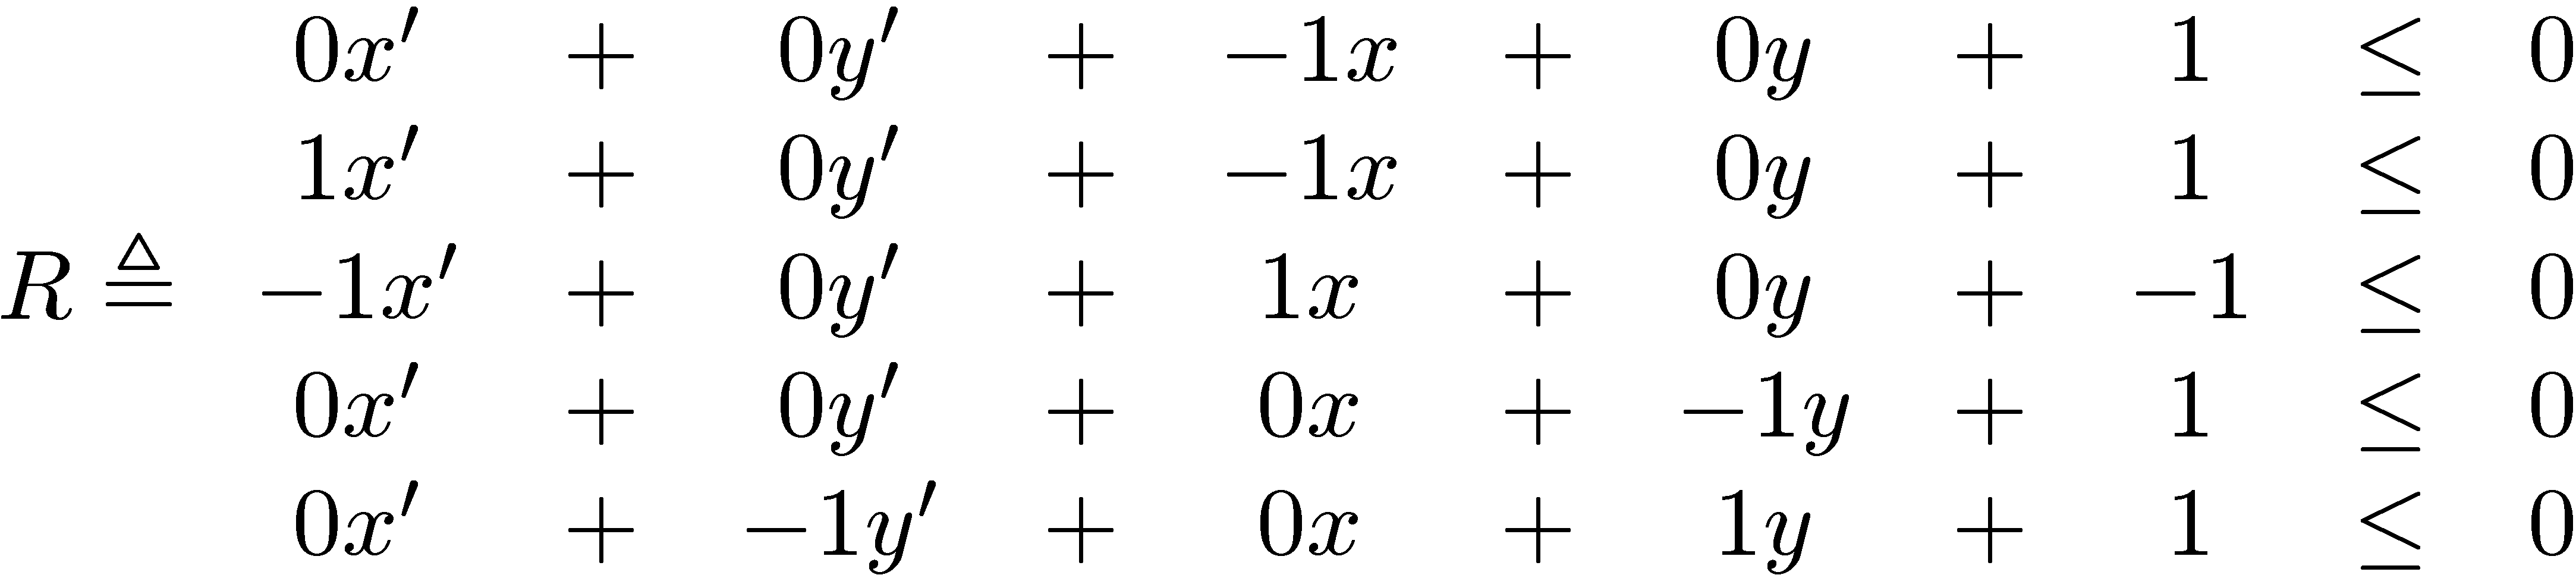 0x′ + 0y′ + −1x + 0y + 1 ≤ 0
1x′ + 0y′ + −1x + 0y + 1 ≤ 0
R ≜ −1x′ + 0y′ + 1x + 0y + −1 ≤ 0
0x′ + 0y′ + 0x + −1y + 1 ≤ 0
0x′ + −1y′ + 0x + 1y + 1 ≤ 0